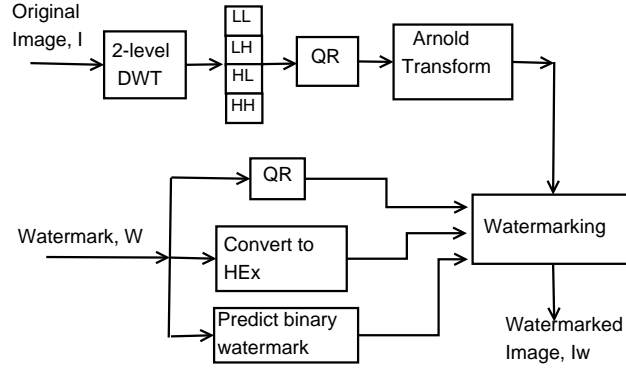 Original
Image, I
2-level
DWT
LL
LH
HL
HH
QR
Arnold
Transform
QR
Watermark, W
Convert to
HEx
Predict binary
watermark
Watermarking
Watermarked
Image, Iw